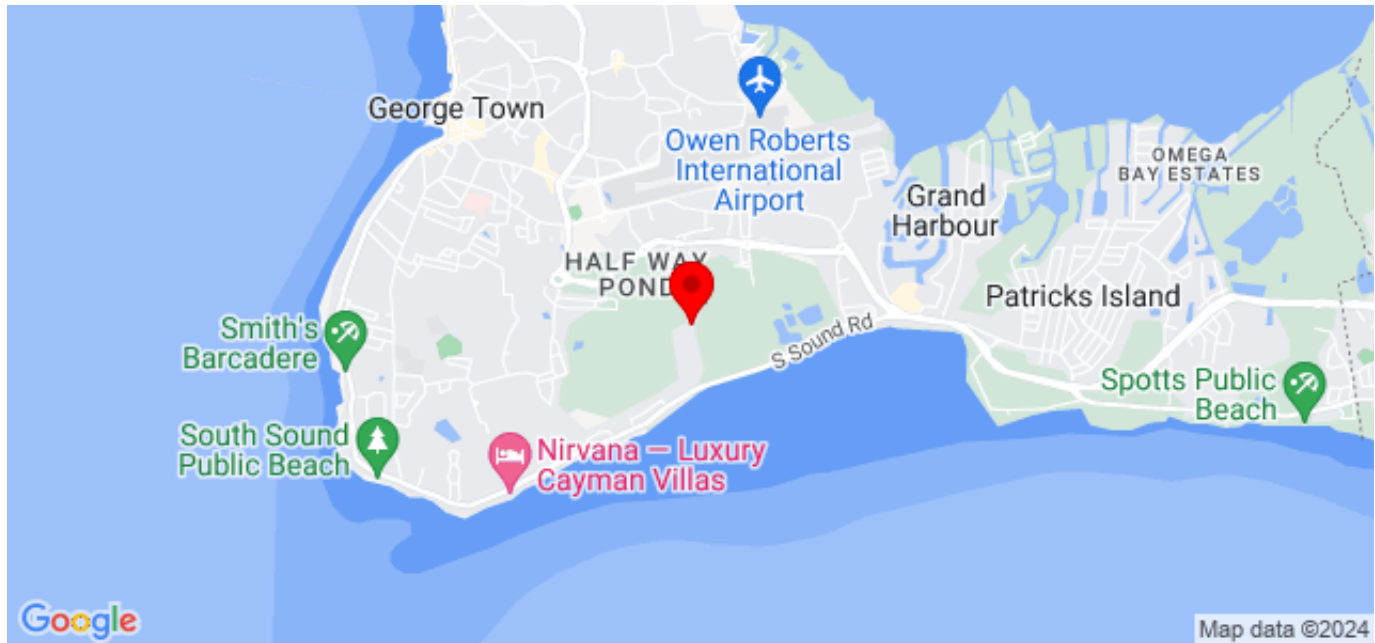 George Town
Owen Roberts
International
Airport
OMEGA
BAY ESTATES
Grand
Harbour
HALF WAY
POND
Patricks Island
Smith's
Barcadere
S Sound Rd
Spotts Public
Beach
South Sound
Public Beach
Nirvana — Luxury
Cayman Villas
Google
Map data ©2024